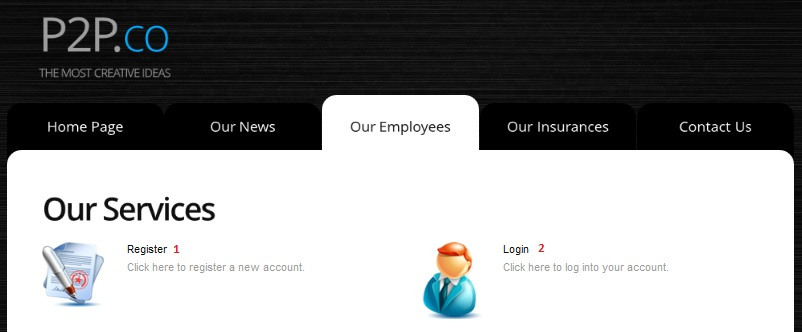 P2P.CO
THE MOST CREATIVE IDEAS
Home Page Our News Our Employees Our Insurances Contact Us
Our Services
Register 1 Login 2
Click here to register a new account. Click here to log into your account.